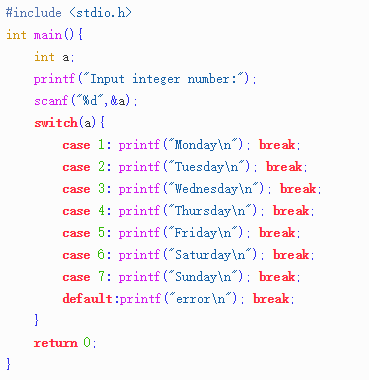 #include <stdio.h>
int main(){
    int a;
    printf("Input integer number:");
    scanf("%d",&a);
    switch(a){
        case 1: printf("Monday\n"); break;
        case 2: printf("Tuesday\n"); break;
        case 3: printf("Wednesday\n"); break;
        case 4: printf("Thursday\n"); break;
        case 5: printf("Friday\n"); break;
        case 6: printf("Saturday\n"); break;
        case 7: printf("Sunday\n"); break;
        default:printf("error\n"); break;
    }
    return 0;
}